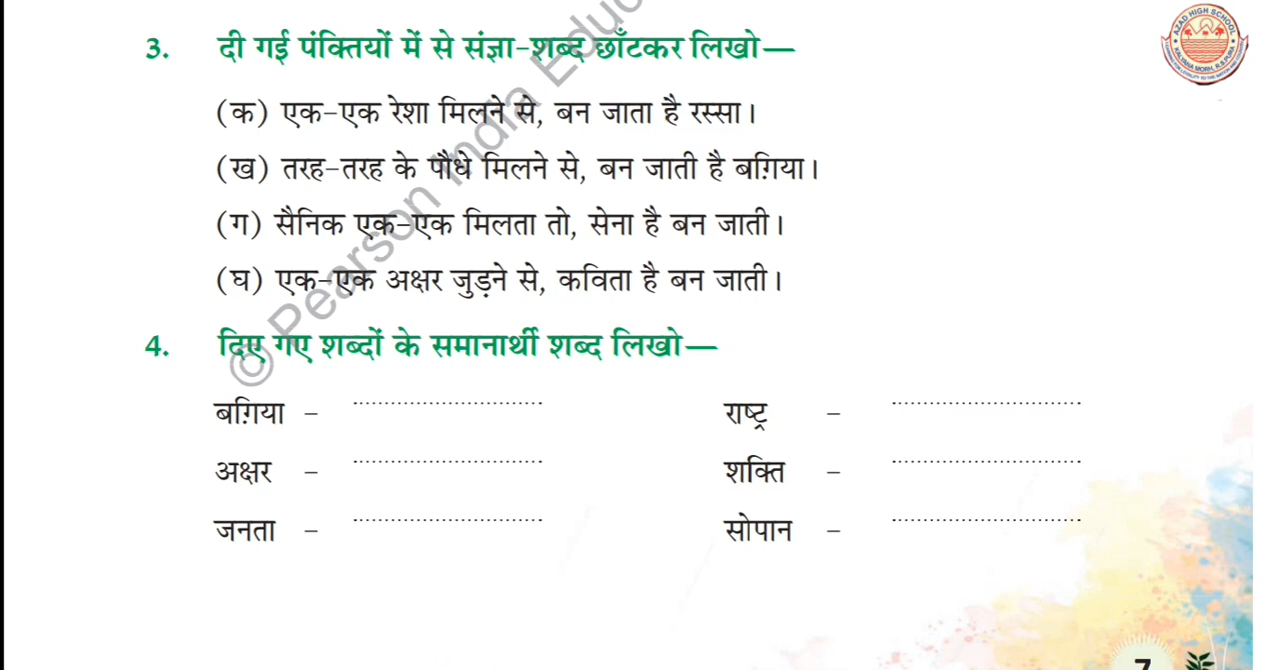 3. दी गई पंक्तियों में से संज्ञा-शब्द छाँटकर लिखो—
(क) एक-एक रेशा मिलने से, बन जाता है रस्सा।
(ख) तरह-तरह के पौधे मिलने से, बन जाती है बग़िया।
(ग) सैनिक एक-एक मिलता तो, सेना है बन जाती।
(घ) एक-एक अक्षर जुड़ने से, कविता है बन जाती।
4. दिए गए शब्दों के समानार्थी शब्द लिखो—
बग़िया – ........................ राष्ट्र – ........................
अक्षर – ........................ शक्ति – ........................
जनता – ........................ सोपान – ........................
© Pearson India Educ
AZAD HIGH SCHOOL
7